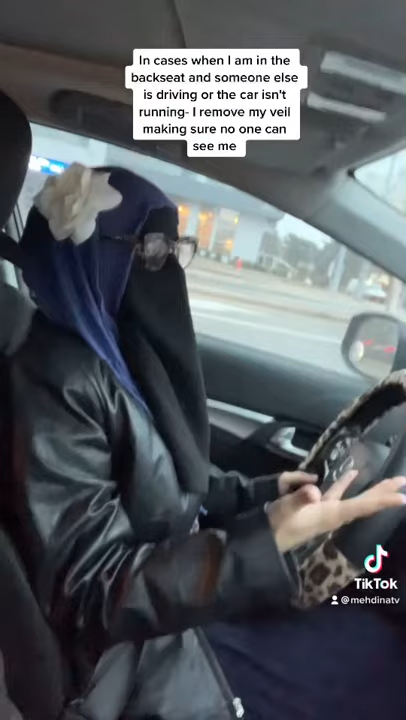 In cases when I am in the
backseat and someone else
is driving or the car isn't
running- I remove my veil
making sure no one can
see me
TikTok
@mehdinatv